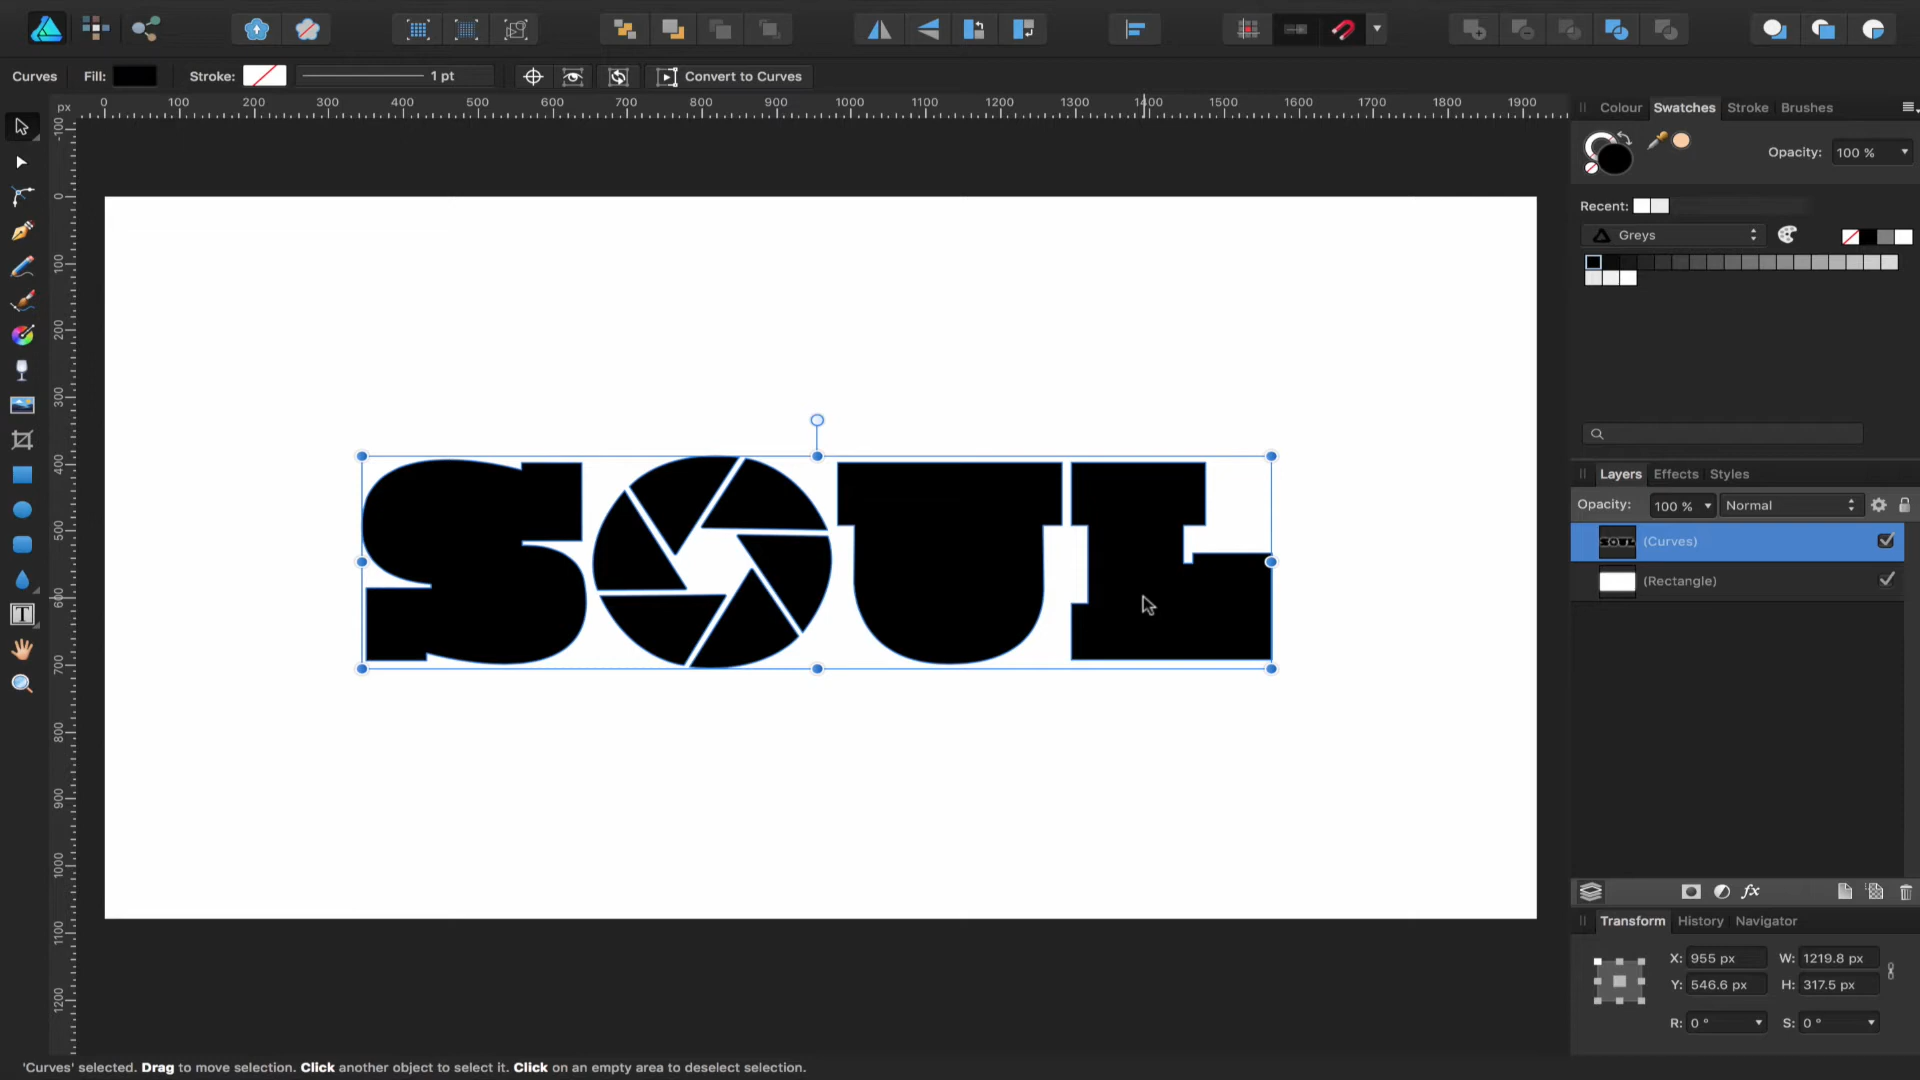 Curves Fill: Stroke: 1 pt Convert to Curves
px 0 100 200 300 400 500 600 700 800 900 1000 1100 1200 1300 1400 1500 1600 1700 1800 1900
-100
0
100
200
300
400
500
600
700
800
900
1000
1100
1200
SOUL
Colour Swatches Stroke Brushes
Opacity: 100 %
Recent:
Greys
Layers Effects Styles
Opacity: 100 % Normal
SOUL (Curves)
(Rectangle)
fx
Transform History Navigator
X: 955 px W: 1219.8 px
Y: 546.6 px H: 317.5 px
R: 0 ° S: 0 °
'Curves' selected. Drag to move selection. Click another object to select it. Click on an empty area to deselect selection.